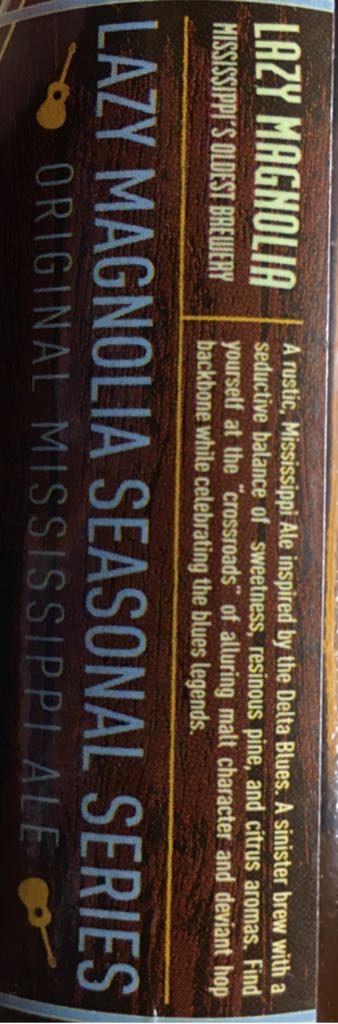 LAZY MAGNOLIA
MISSISSIPPI'S OLDEST BREWERY
A rustic, Mississippi Ale inspired by the Delta Blues. A sinister brew with a
seductive balance of sweetness, resinous pine, and citrus aromas. Find
yourself at the "crossroads" of alluring malt character and deviant hop
backbone while celebrating the blues legends.
LAZY MAGNOLIA SEASONAL SERIES
ORIGINAL MISSISSIPPI ALE